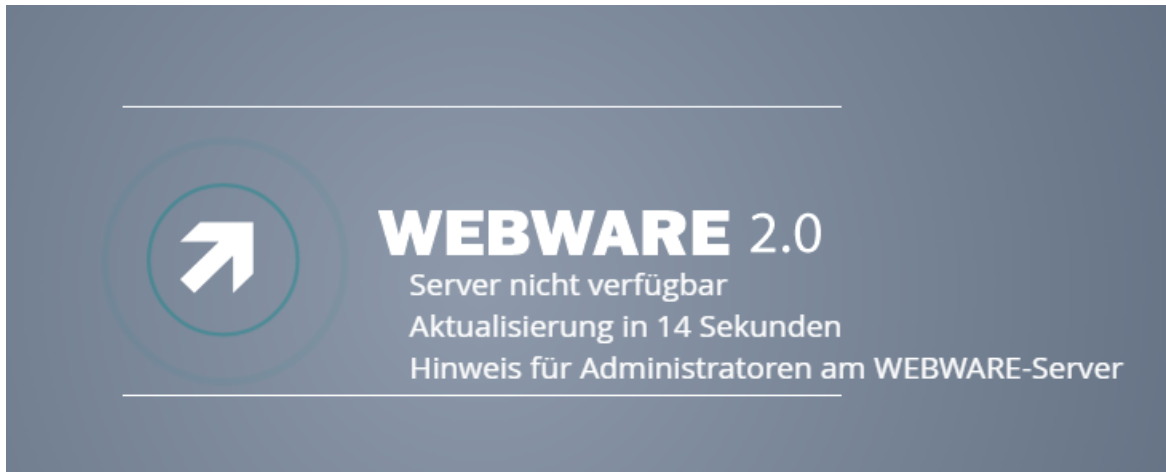 WEBWARE 2.0
Server nicht verfügbar
Aktualisierung in 14 Sekunden
Hinweis für Administratoren am WEBWARE-Server